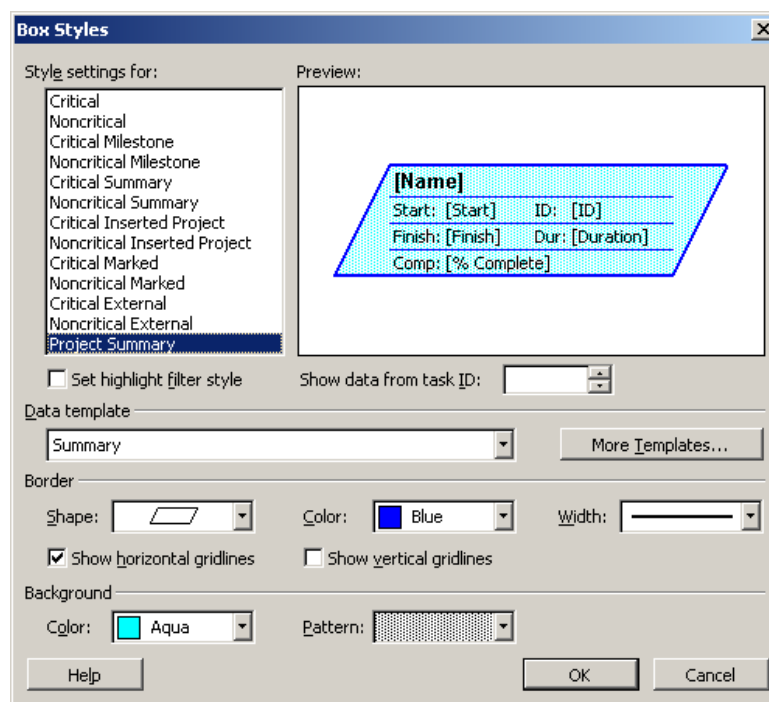 Box Styles
Style settings for:
Preview:
Critical
Noncritical
Critical Milestone
Noncritical Milestone
Critical Summary
Noncritical Summary
Critical Inserted Project
Noncritical Inserted Project
Critical Marked
Noncritical Marked
Critical External
Noncritical External
Project Summary
[Name]
Start: [Start] ID: [ID]
Finish: [Finish] Dur: [Duration]
Comp: [% Complete]
Set highlight filter style
Show data from task ID:
Data template
Summary
More Templates...
Border
Shape:
Color: Blue
Width:
Show horizontal gridlines
Show vertical gridlines
Background
Color: Aqua
Pattern:
Help
OK
Cancel